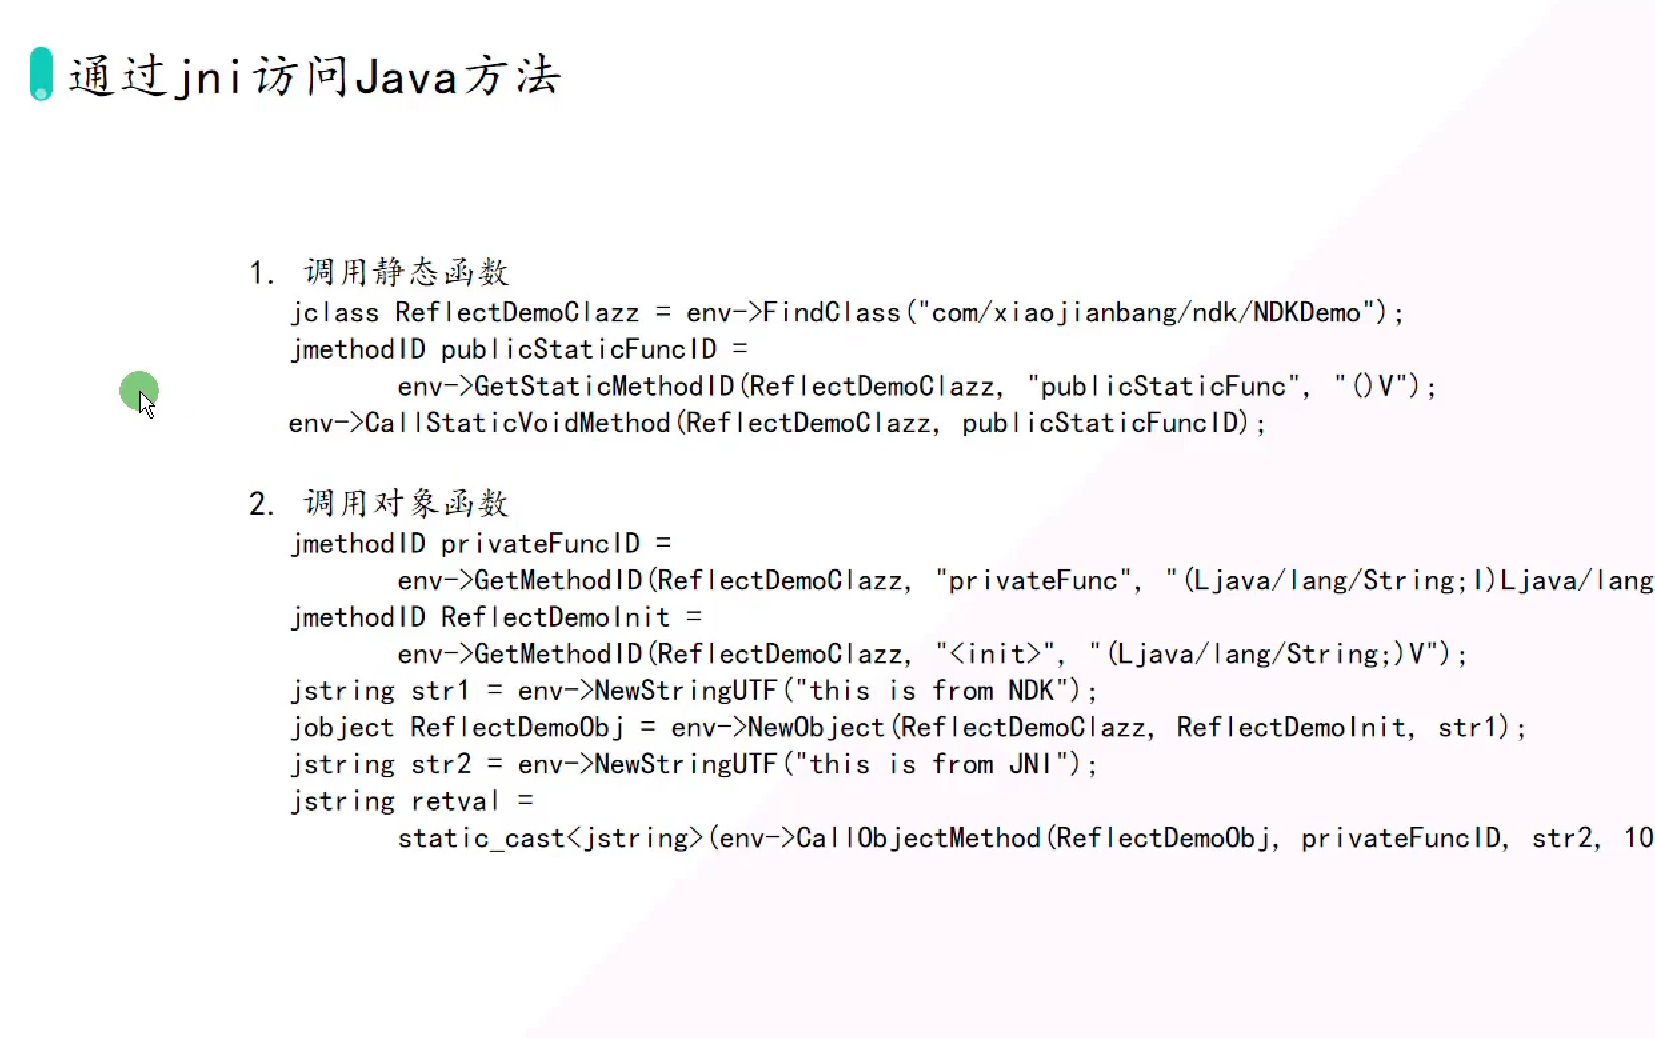 通过jni访问Java方法
1. 调用静态函数
jclass ReflectDemoClazz = env->FindClass("com/xiaojianbang/ndk/NDKDemo");
jmethodID publicStaticFuncID =
env->GetStaticMethodID(ReflectDemoClazz, "publicStaticFunc", "()V");
env->CallStaticVoidMethod(ReflectDemoClazz, publicStaticFuncID);
2. 调用对象函数
jmethodID privateFuncID =
env->GetMethodID(ReflectDemoClazz, "privateFunc", "(Ljava/lang/String;I)Ljava/lang
jmethodID ReflectDemoInit =
env->GetMethodID(ReflectDemoClazz, "<init>", "(Ljava/lang/String;)V");
jstring str1 = env->NewStringUTF("this is from NDK");
jobject ReflectDemoObj = env->NewObject(ReflectDemoClazz, ReflectDemoInit, str1);
jstring str2 = env->NewStringUTF("this is from JNI");
jstring retval =
static_cast<jstring>(env->CallObjectMethod(ReflectDemoObj, privateFuncID, str2, 10